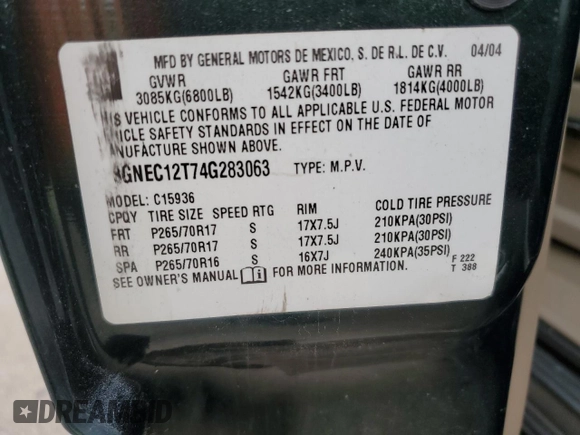 MFD BY GENERAL MOTORS DE MEXICO, S. DE R.L. DE C.V. 04/04
GVWR GAWR FRT GAWR RR
3085KG(6800LB) 1542KG(3400LB) 1814KG(4000LB)
VEHICLE CONFORMS TO ALL APPLICABLE U.S. FEDERAL MOTOR
SAFETY STANDARDS IN EFFECT ON THE DATE OF
SHOWN ABOVE.
GNEC12T74G283063 TYPE: M.P.V.
MODEL: C15936
CPQY TIRE SIZE SPEED RTG RIM COLD TIRE PRESSURE
FRT P265/70R17 S 17X7.5J 210KPA(30PSI)
RR P265/70R17 S 17X7.5J 210KPA(30PSI)
SPA P265/70R16 S 16X7J 240KPA(35PSI)
SEE OWNER'S MANUAL FOR MORE INFORMATION. F 222
T 388
DREAMBID